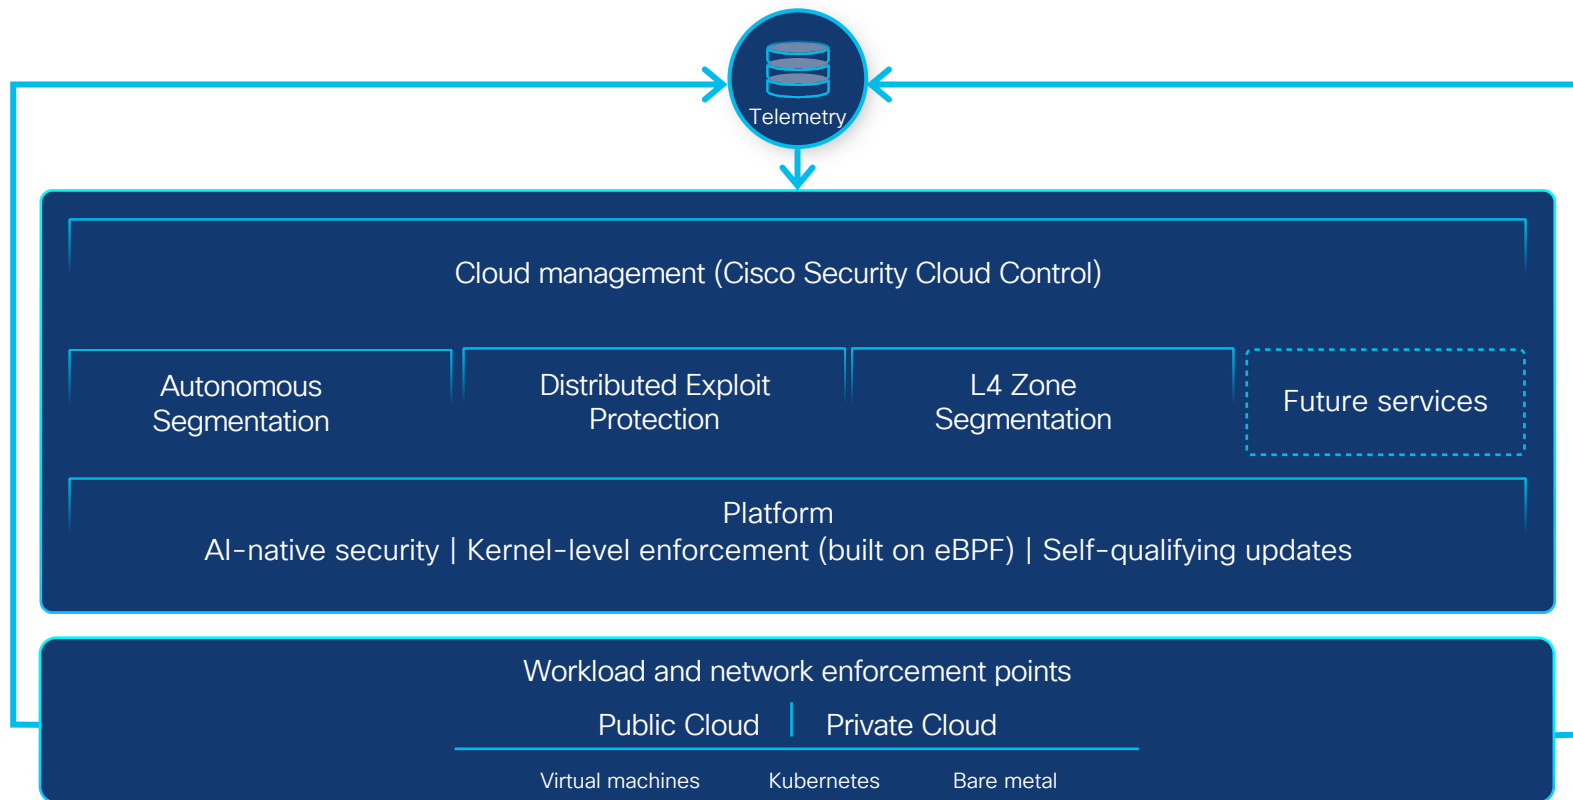 Telemetry
Cloud management (Cisco Security Cloud Control)
Autonomous
Segmentation
Distributed Exploit
Protection
L4 Zone
Segmentation
Future services
Platform
AI-native security | Kernel-level enforcement (built on eBPF) | Self-qualifying updates
Workload and network enforcement points
Public Cloud | Private Cloud
Virtual machines Kubernetes Bare metal